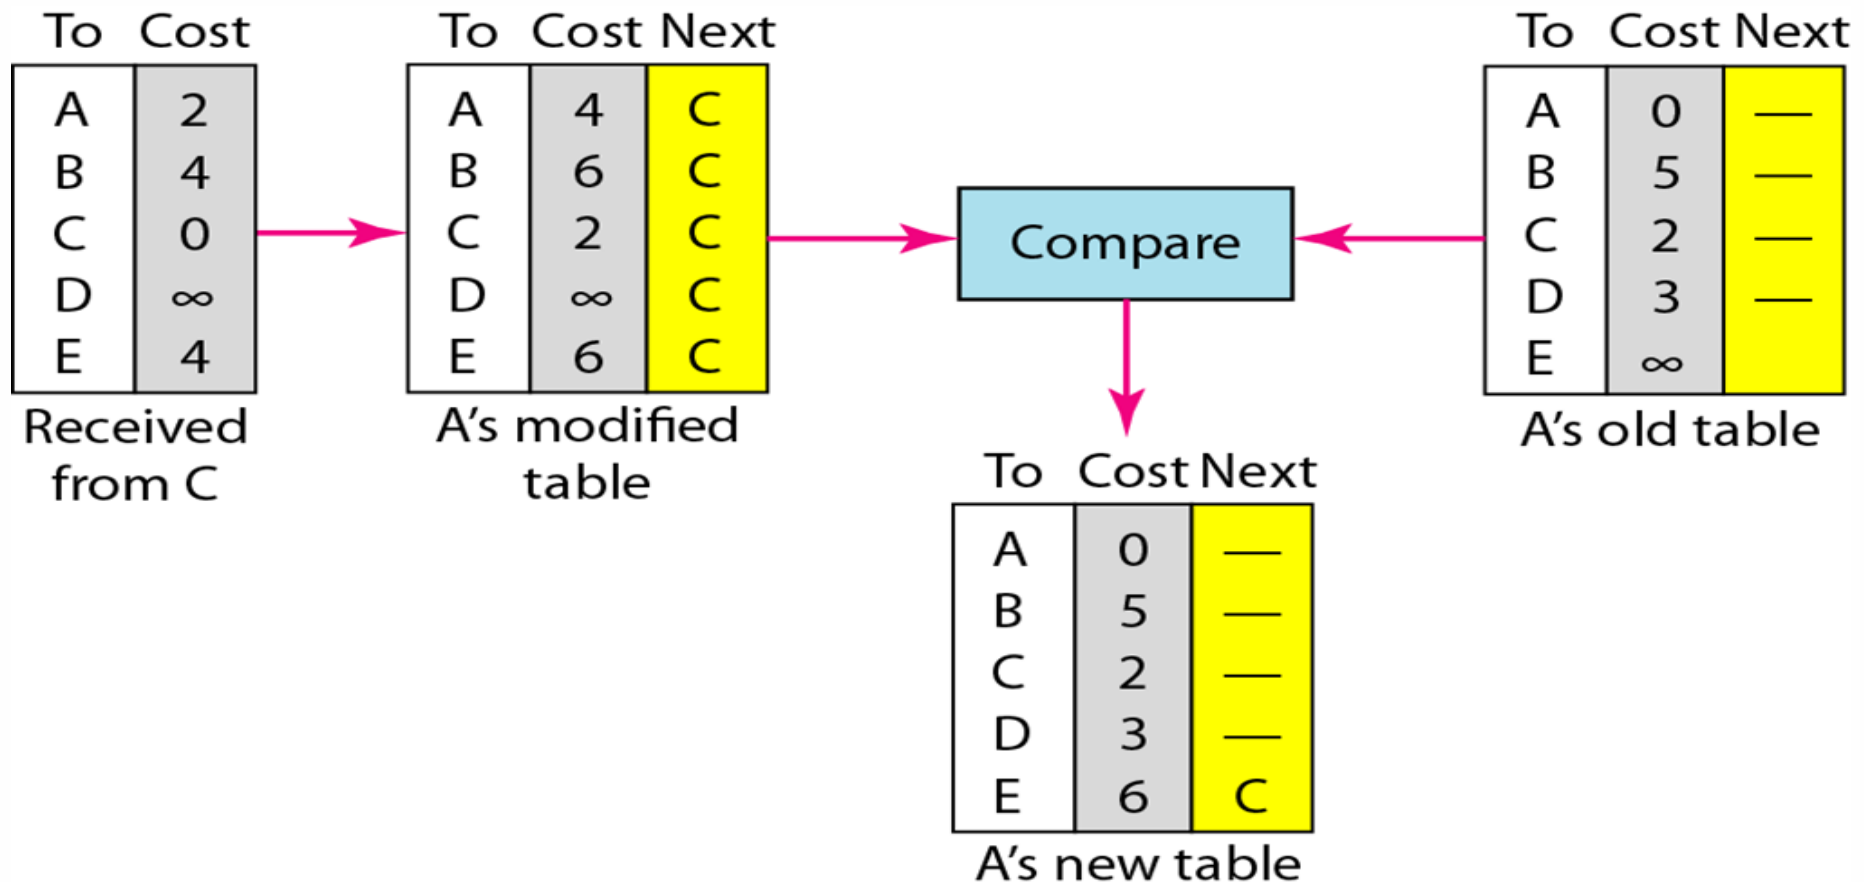 To Cost
A 2
B 4
C 0
D ∞
E 4
Received
from C
To Cost Next
A 4 C
B 6 C
C 2 C
D ∞ C
E 6 C
A's modified
table
Compare
To Cost Next
A 0 —
B 5 —
C 2 —
D 3 —
E ∞
A's old table
To Cost Next
A 0 —
B 5 —
C 2 —
D 3 —
E 6 C
A's new table